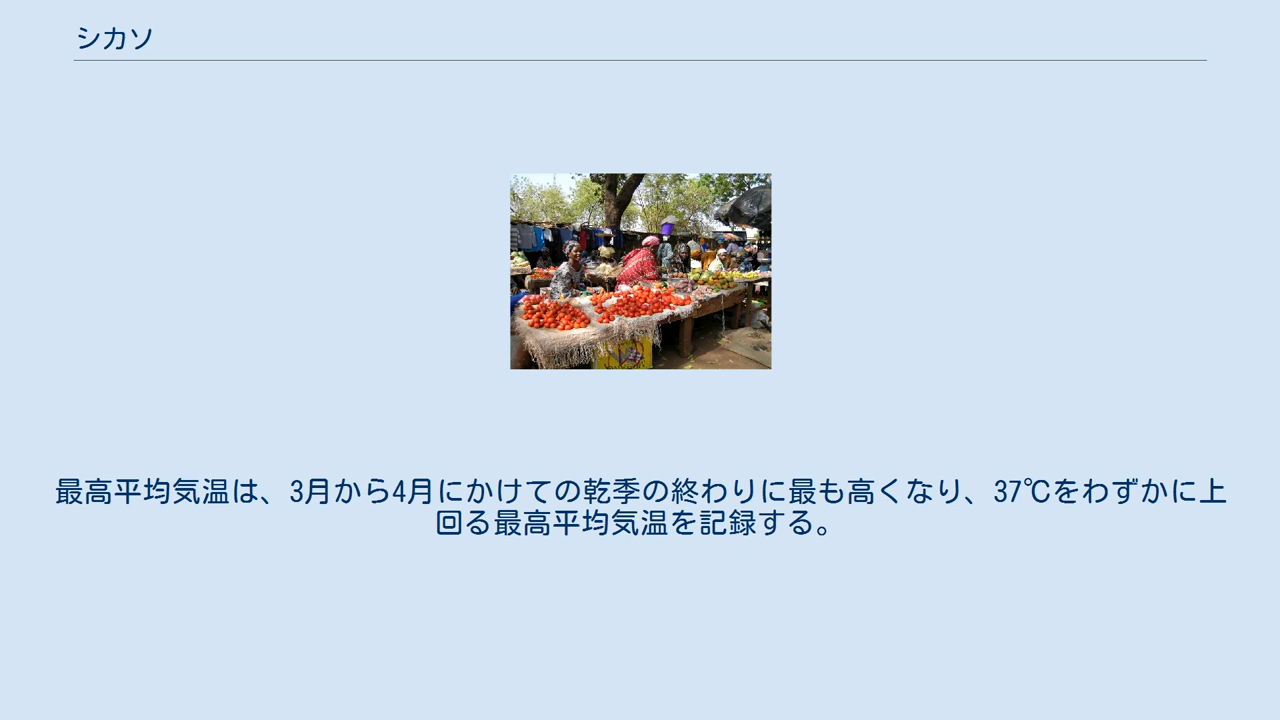 シカソ
最高平均気温は、3月から4月にかけての乾季の終わりに最も高くなり、37℃をわずかに上
回る最高平均気温を記録する。